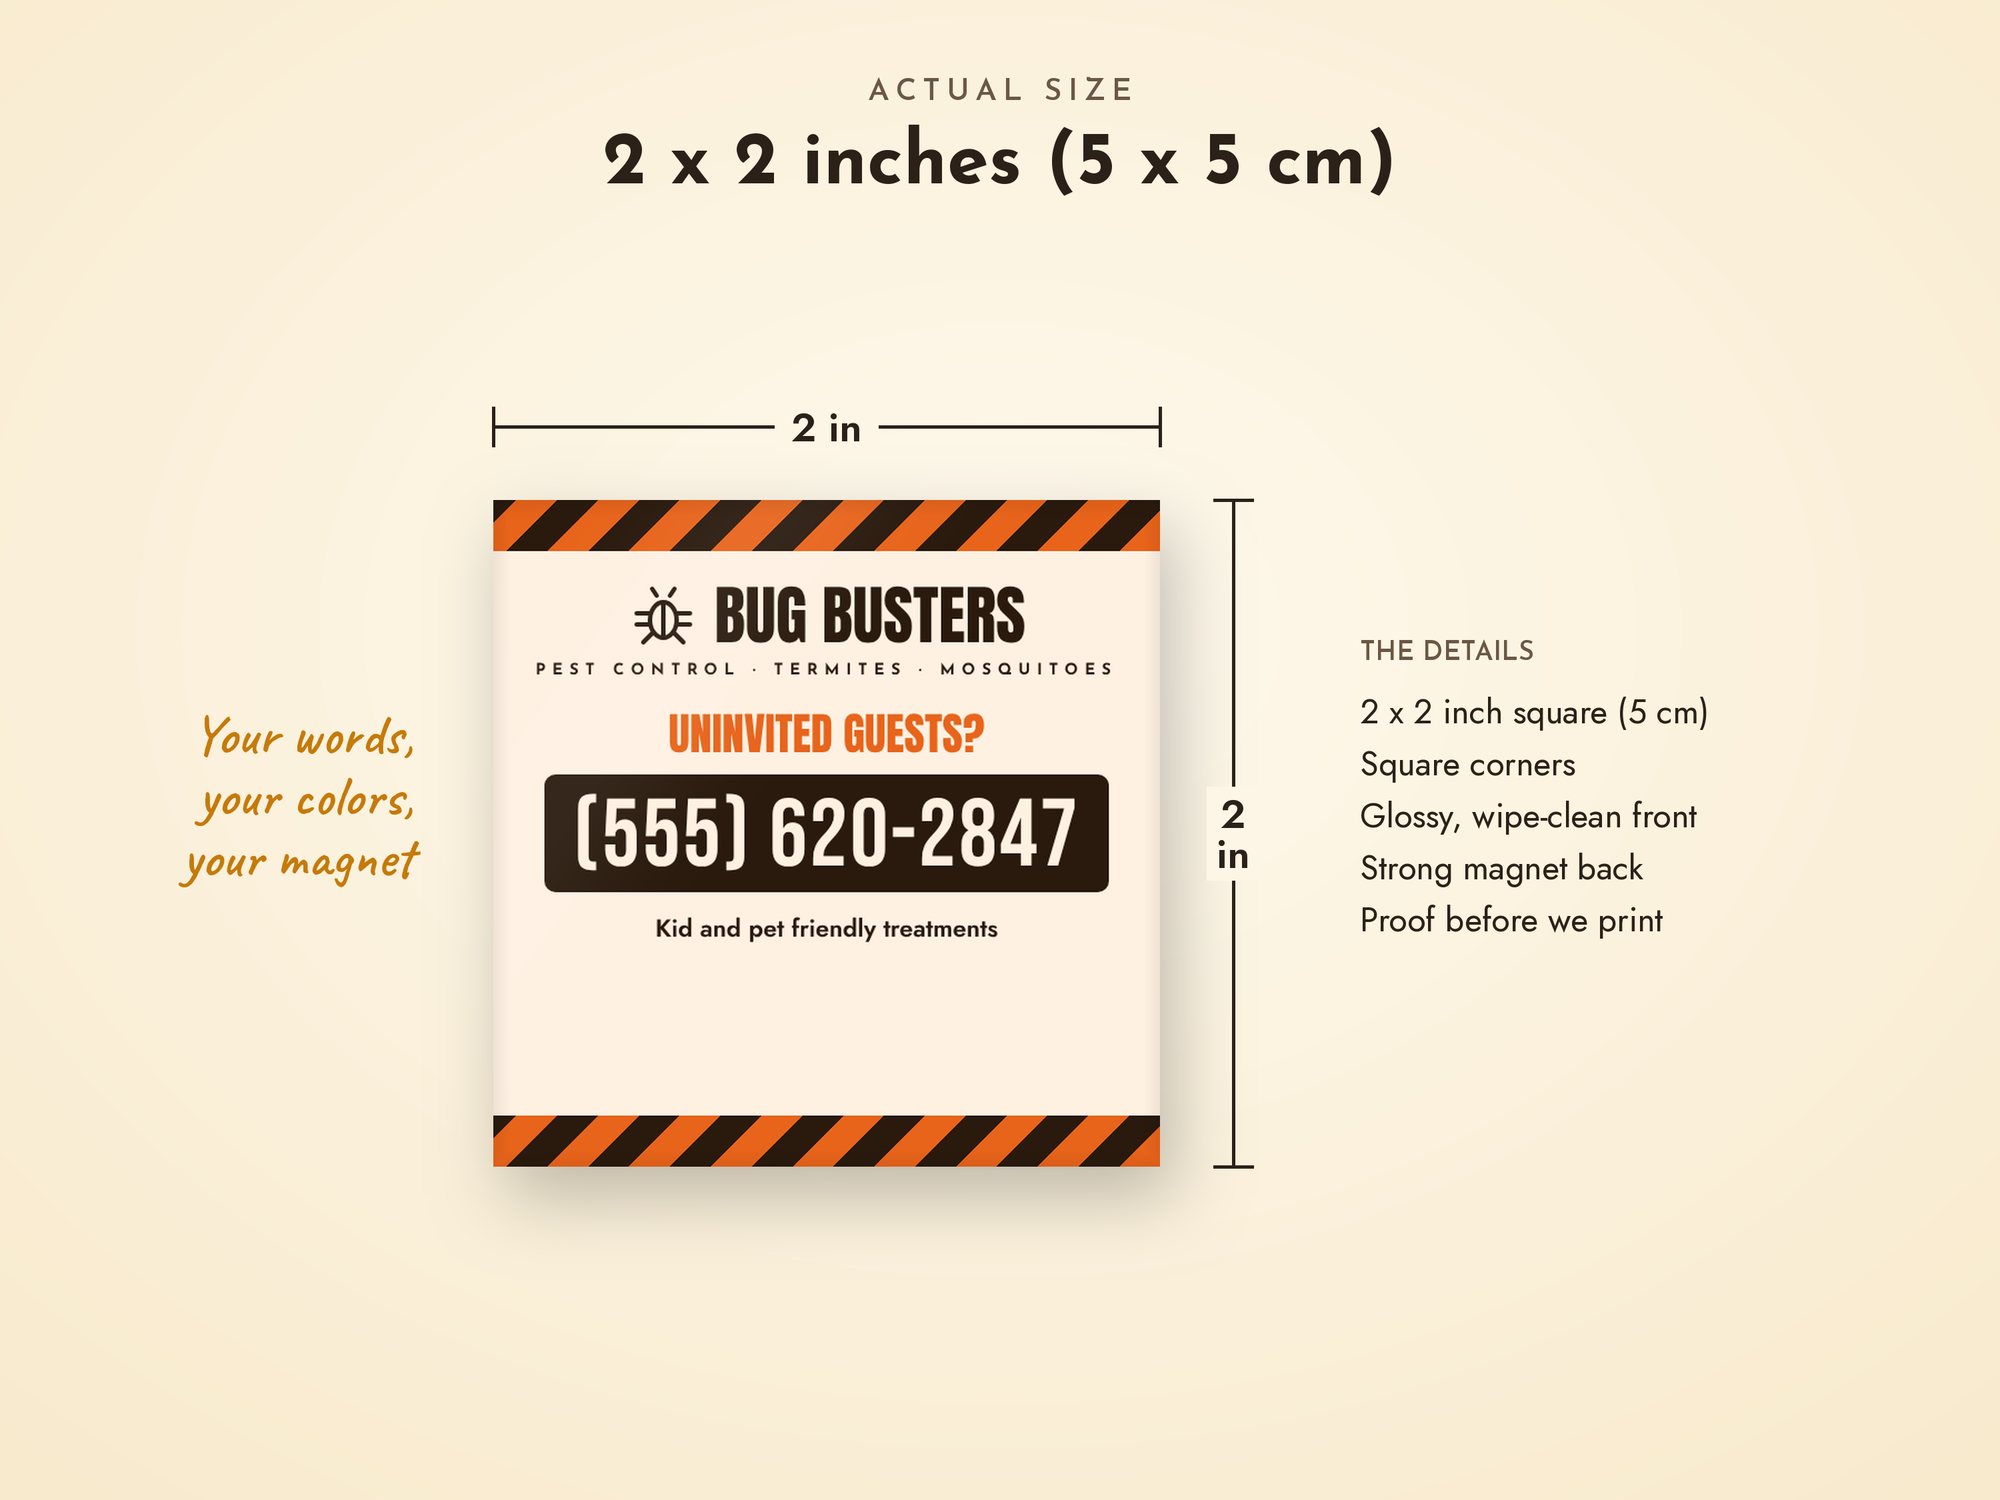 ACTUAL SIZE
2 x 2 inches (5 x 5 cm)
2 in
BUG BUSTERS
PEST CONTROL · TERMITES · MOSQUITOES
UNINVITED GUESTS?
(555) 620-2847
Kid and pet friendly treatments
2
in
Your words,
your colors,
your magnet
THE DETAILS
2 x 2 inch square (5 cm)
Square corners
Glossy, wipe-clean front
Strong magnet back
Proof before we print